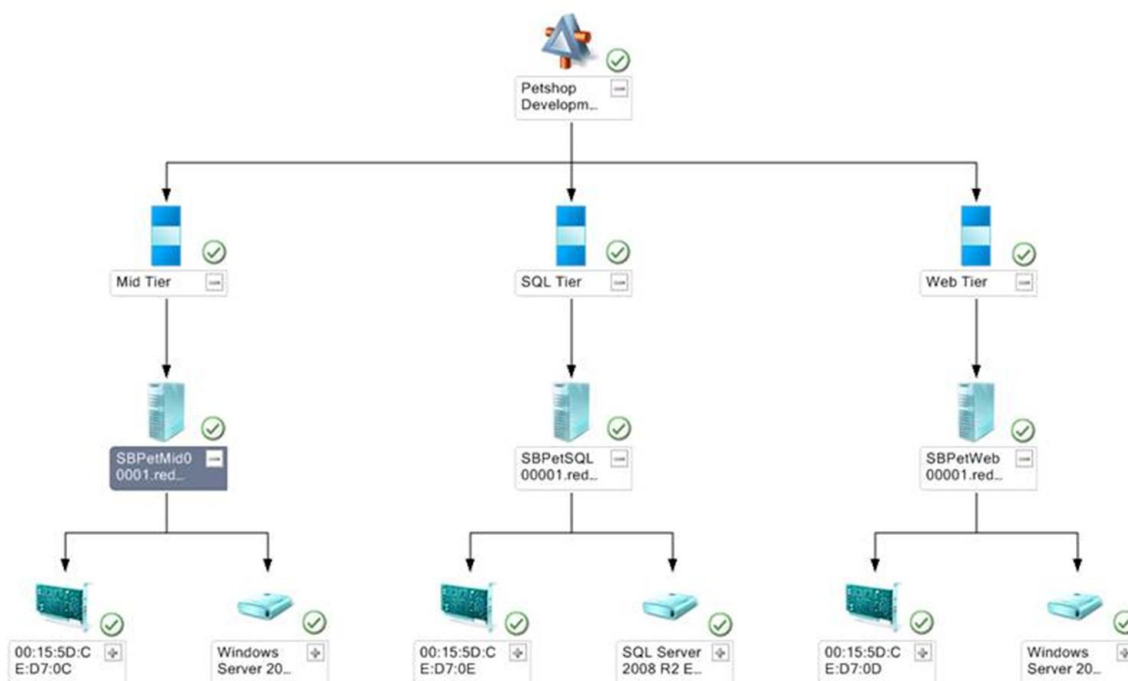 Petshop
Developm...
Mid Tier
SQL Tier
Web Tier
SBPetMid0
0001.red...
SBPetSQL
00001.red...
SBPetWeb
00001.red...
00:15:5D:C
E:D7:0C
Windows
Server 20...
00:15:5D:C
E:D7:0E
SQL Server
2008 R2 E...
00:15:5D:C
E:D7:0D
Windows
Server 20...